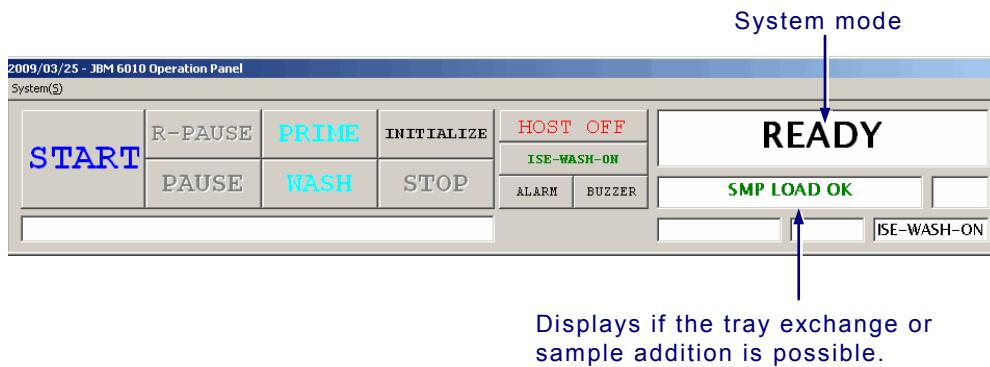 System mode
2009/03/25 - JBM 6010 Operation Panel
System(S)
START
R-PAUSE
PRIME
INITIALIZE
HOST OFF
READY
ISE-WASH-ON
PAUSE
WASH
STOP
ALARM
BUZZER
SMP LOAD OK
ISE-WASH-ON
Displays if the tray exchange or
sample addition is possible.